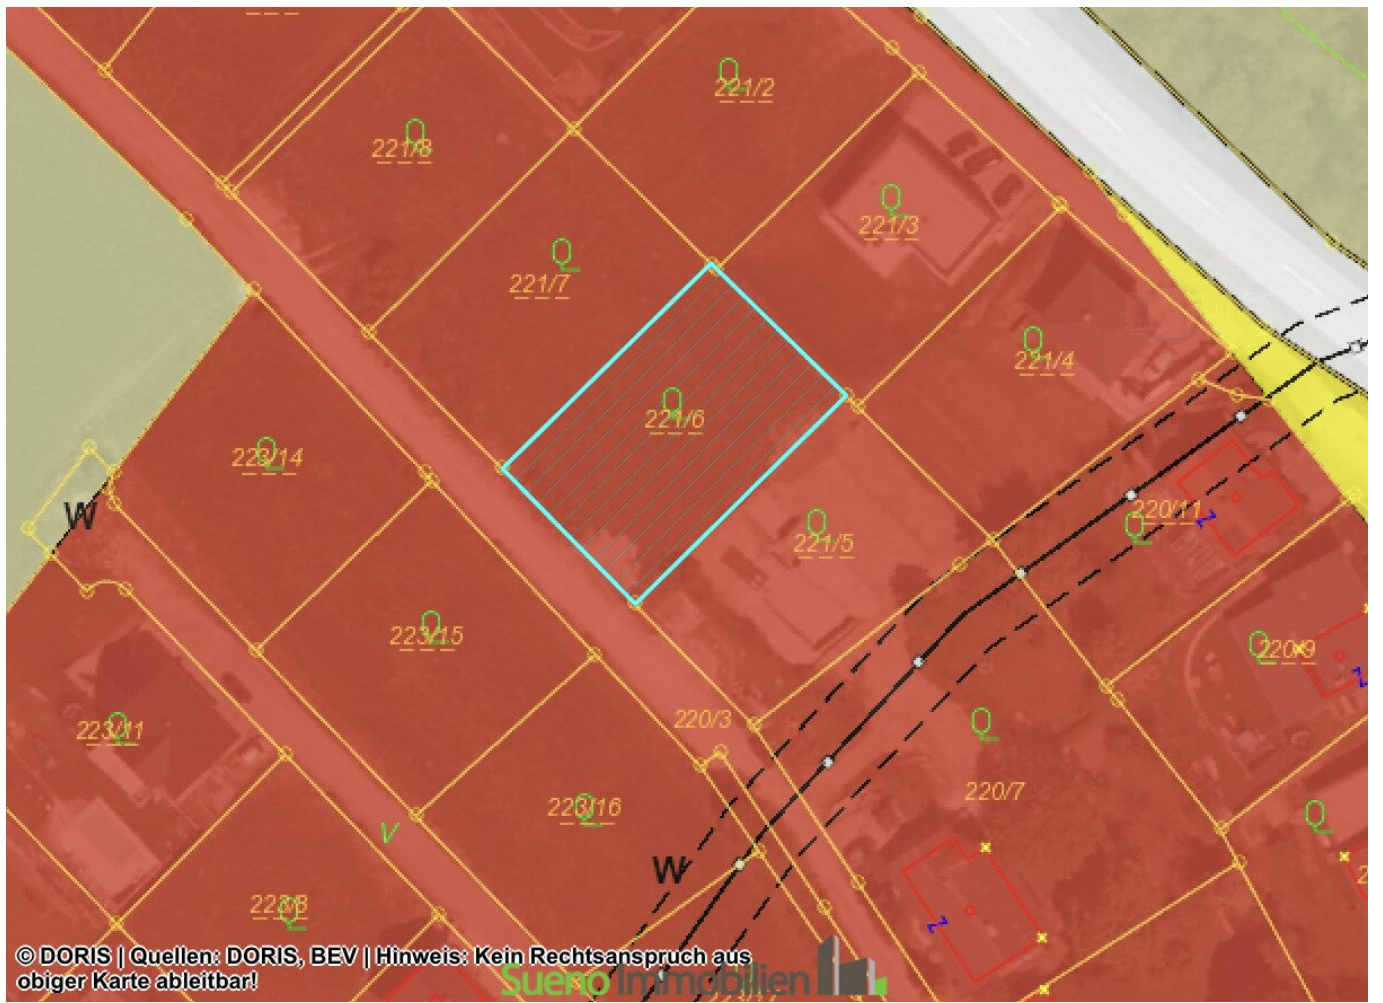 221/2
221/8
221/3
221/7
221/4
221/6
223/14
W
220/11
221/5
223/15
220/9
220/3
223/11
220/7
223/16
V
W
223/8
© DORIS | Quellen: DORIS, BEV | Hinweis: Kein Rechtsanspruch aus
obiger Karte ableitbar!
Sueno Immobilien